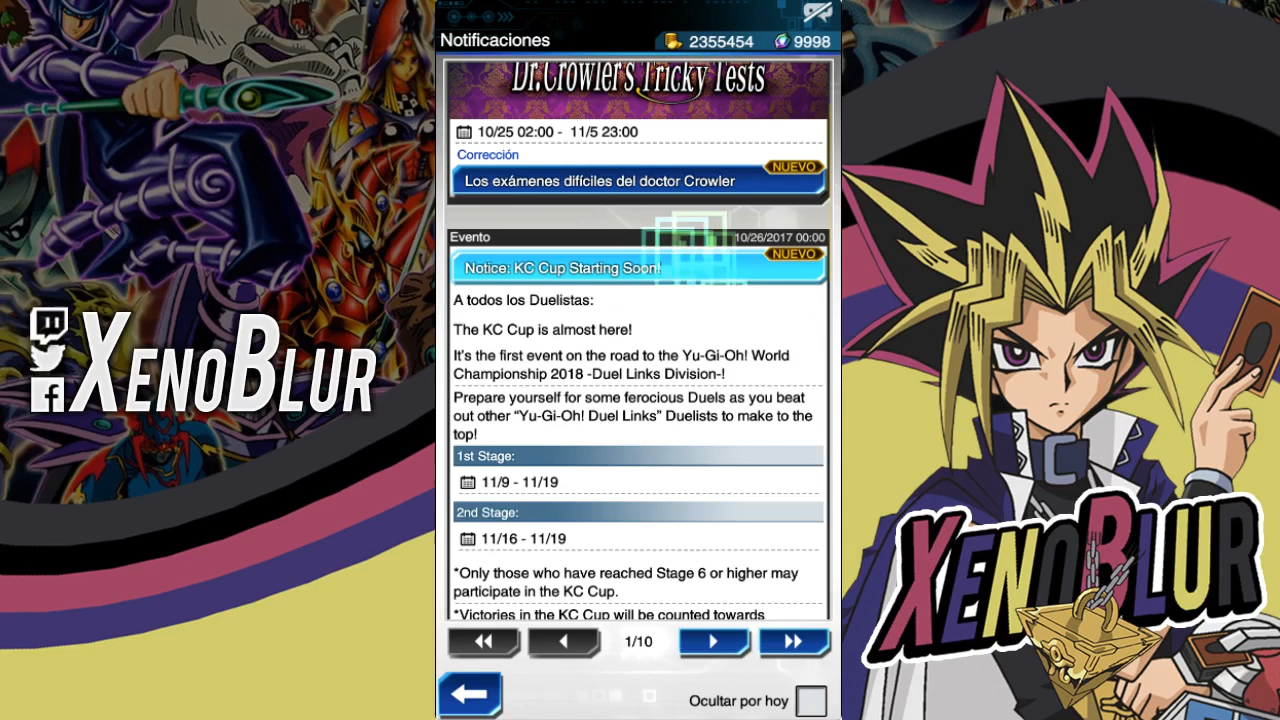 Notificaciones
2355454
9998
Dr.Crowler's Tricky Tests
10/25 02:00 - 11/5 23:00
Corrección
NUEVO
Los exámenes difíciles del doctor Crowler
Evento
10/26/2017 00:00
NUEVO
Notice: KC Cup Starting Soon!
A todos los Duelistas:
The KC Cup is almost here!
It's the first event on the road to the Yu-Gi-Oh! World
Championship 2018 -Duel Links Division-!
Prepare yourself for some ferocious Duels as you beat
out other “Yu-Gi-Oh! Duel Links” Duelists to make to the
top!
1st Stage:
11/9 - 11/19
2nd Stage:
11/16 - 11/19
*Only those who have reached Stage 6 or higher may
participate in the KC Cup.
*Victories in the KC Cup will be counted towards
1/10
Ocultar por hoy
XENOBLUR
XENOBLUR